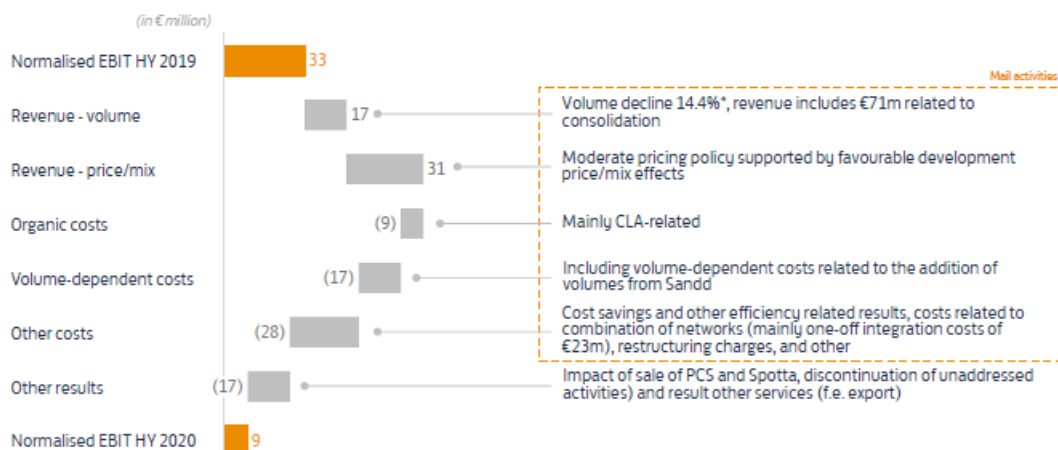 (in € million)
Normalised EBIT HY 2019
33
Mail activities
Revenue - volume
17
Volume decline 14.4%*, revenue includes €71m related to
consolidation
Revenue - price/mix
31
Moderate pricing policy supported by favourable development
price/mix effects
Organic costs
(9)
Mainly CLA-related
Volume-dependent costs
(17)
Including volume-dependent costs related to the addition of
volumes from Sandd
Other costs
(28)
Cost savings and other efficiency related results, costs related to
combination of networks (mainly one-off integration costs of
€23m), restructuring charges, and other
Other results
(17)
Impact of sale of PCS and Spotta, discontinuation of unaddressed
activities) and result other services (f.e. export)
Normalised EBIT HY 2020
9